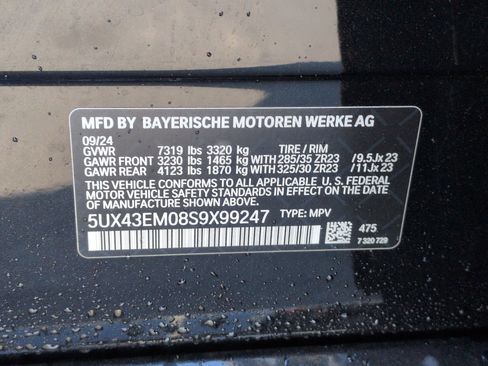 MFD BY BAYERISCHE MOTOREN WERKE AG
09/24
GVWR 7319 lbs 3320 kg TIRE / RIM
GAWR FRONT 3230 lbs 1465 kg WITH 285/35 ZR23 / 9.5Jx23
GAWR REAR 4123 lbs 1870 kg WITH 325/30 ZR23 / 11Jx23
THIS VEHICLE CONFORMS TO ALL APPLICABLE U. S. FEDERAL
MOTOR VEHICLE SAFETY STANDARDS IN EFFECT ON THE DATE
OF MANUFACTURE SHOWN ABOVE.
5UX43EM08S9X99247 TYPE: MPV
475
7 320 729